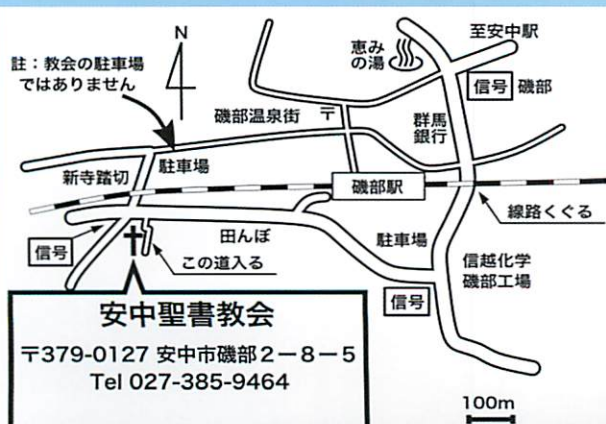 N
至安中駅
註：教会の駐車場
ではありません
恵み
の湯
信号 磯部
磯部温泉街
〒
群馬
銀行
新寺踏切
駐車場
磯部駅
線路くぐる
信号
田んぼ
駐車場
この道入る
信越化学
磯部工場
信号
安中聖書教会
〒379-0127 安中市磯部2－8－5
Tel 027-385-9464
100m